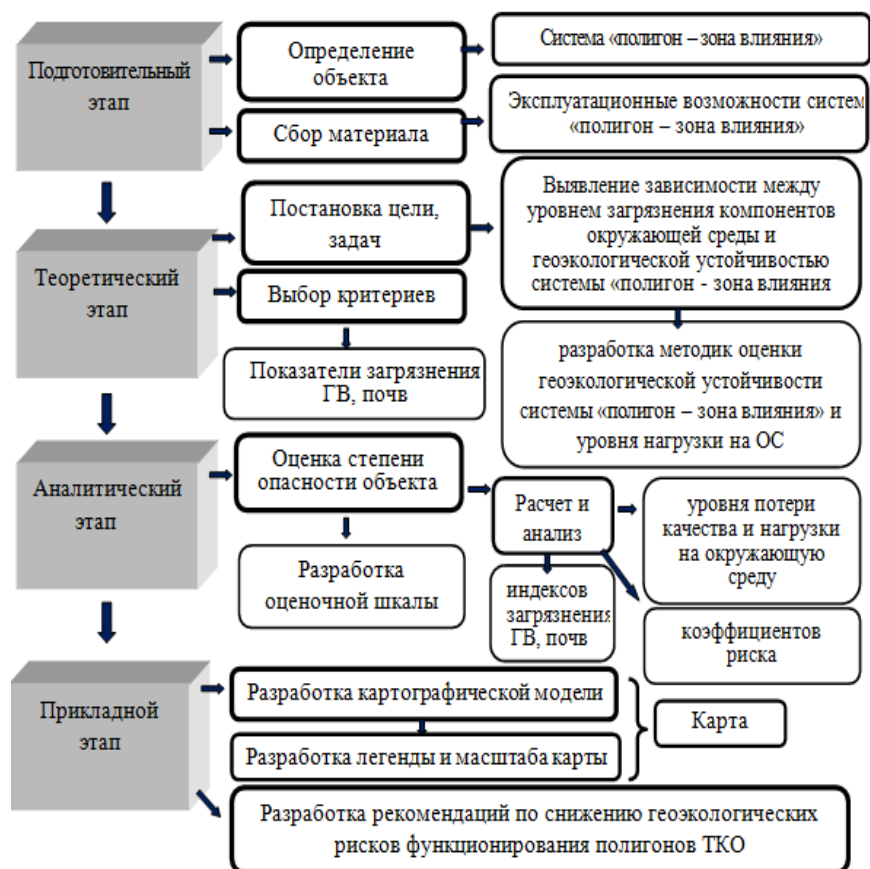 Подготовительный
этап
Определение
объекта
Система «полигон – зона влияния»
Сбор материала
Эксплуатационные возможности систем
«полигон – зона влияния»
Теоретический
этап
Постановка цели,
задач
Выявление зависимости между
уровнем загрязнения компонентов
окружающей среды и
геоэкологической устойчивостью
системы «полигон - зона влияния
Выбор критериев
Показатели загрязнения
ГВ, почв
разработка методик оценки
геоэкологической устойчивости
системы «полигон – зона влияния» и
уровня нагрузки на ОС
Аналитический
этап
Оценка степени
опасности объекта
Разработка
оценочной шкалы
Расчет и
анализ
уровня потери
качества и нагрузки
на окружающую
среду
индексов
загрязнения
ГВ, почв
коэффициентов
риска
Прикладной
этап
Разработка картографической модели
Разработка легенды и масштаба карты
Карта
Разработка рекомендаций по снижению геоэкологических
рисков функционирования полигонов ТКО